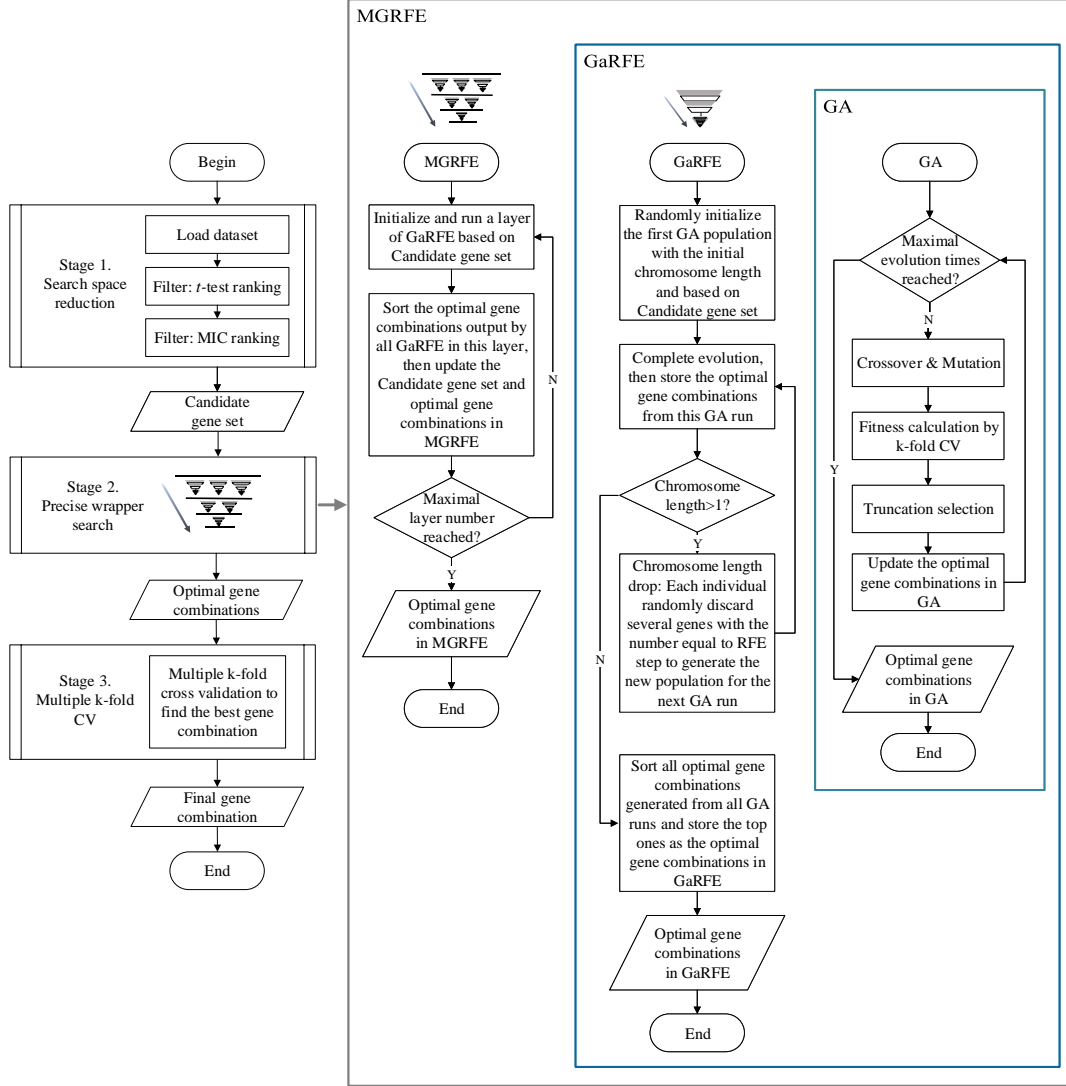 MGRFE
GaRFE
GA
Begin
Load dataset
Stage 1.
Search space
reduction
Filter: t-test ranking
Filter: MIC ranking
Candidate
gene set
Stage 2.
Precise wrapper
search
Optimal gene
combinations
Stage 3.
Multiple k-fold
CV
Multiple k-fold
cross validation to
find the best gene
combination
Final gene
combination
End
MGRFE
Initialize and run a layer
of GaRFE based on
Candidate gene set
Sort the optimal gene
combinations output by
all GaRFE in this layer,
then update the
Candidate gene set and
optimal gene
combinations in
MGRFE
N
Maximal
layer number
reached?
Y
Optimal gene
combinations
in MGRFE
End
GaRFE
Randomly initialize
the first GA population
with the initial
chromosome length
and based on
Candidate gene set
Complete evolution,
then store the optimal
gene combinations
from this GA run
Chromosome
length>1?
Y
Chromosome length
drop: Each individual
randomly discard
several genes with the
number equal to RFE
step to generate the
new population for the
next GA run
N
Sort all optimal gene
combinations
generated from all GA
runs and store the top
ones as the optimal
gene combinations in
GaRFE
Optimal gene
combinations
in GaRFE
End
GA
Maximal
evolution times
reached?
N
Crossover & Mutation
Fitness calculation by
k-fold CV
Y
Truncation selection
Update the optimal
gene combinations in
GA
Optimal gene
combinations
in GA
End